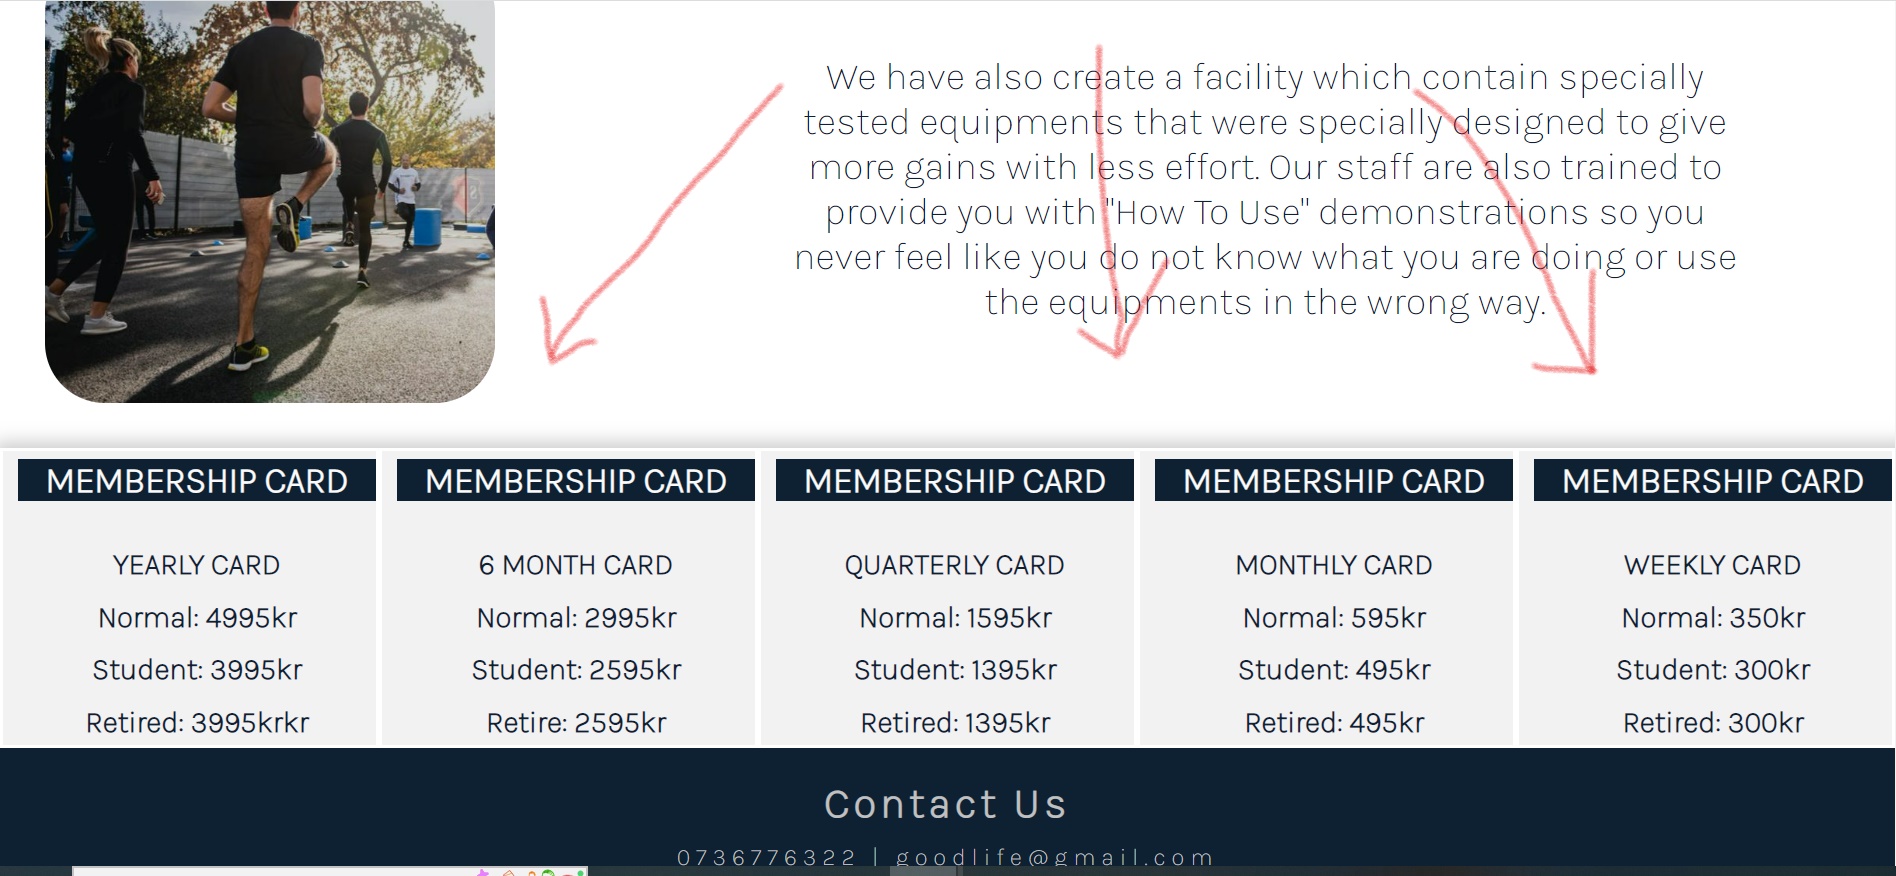 We have also create a facility which contain specially
tested equipments that were specially designed to give
more gains with less effort. Our staff are also trained to
provide you with "How To Use" demonstrations so you
never feel like you do not know what you are doing or use
the equipments in the wrong way.
MEMBERSHIP CARD
YEARLY CARD
Normal: 4995kr
Student: 3995kr
Retired: 3995krkr
MEMBERSHIP CARD
6 MONTH CARD
Normal: 2995kr
Student: 2595kr
Retire: 2595kr
MEMBERSHIP CARD
QUARTERLY CARD
Normal: 1595kr
Student: 1395kr
Retired: 1395kr
MEMBERSHIP CARD
MONTHLY CARD
Normal: 595kr
Student: 495kr
Retired: 495kr
MEMBERSHIP CARD
WEEKLY CARD
Normal: 350kr
Student: 300kr
Retired: 300kr
Contact Us
0736776322 | goodlife@gmail.com